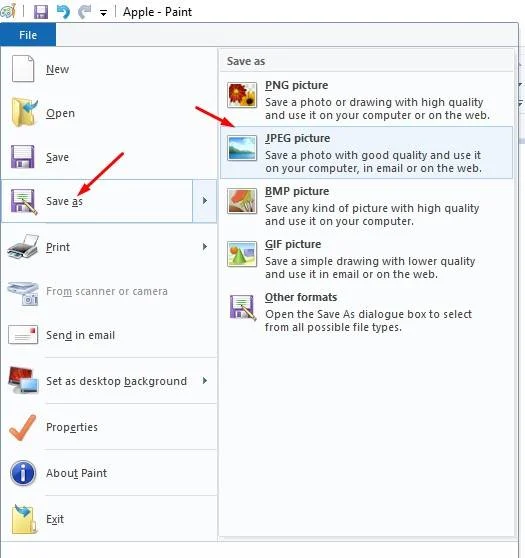 Apple - Paint
File
New
Open
Save
Save as
Print
From scanner or camera
Send in email
Set as desktop background
Properties
About Paint
Exit
Save as
PNG picture
Save a photo or drawing with high quality
and use it on your computer or on the web.
JPEG picture
Save a photo with good quality and use it
on your computer, in email or on the web.
BMP picture
Save any kind of picture with high quality
and use it on your computer.
GIF picture
Save a simple drawing with lower quality
and use it in email or on the web.
Other formats
Open the Save As dialogue box to select
from all possible file types.